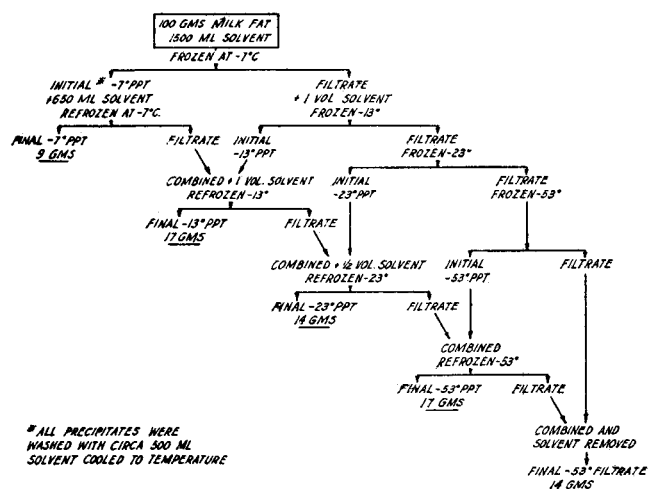 100 GMS MILK FAT
1500 ML SOLVENT
FROZEN AT -7°C
INITIAL # -7° PPT
+650 ML SOLVENT
REFROZEN AT -7°C.
FILTRATE
+ 1 VOL SOLVENT
FROZEN -13°
FINAL -7° PPT
9 GMS
FILTRATE
INITIAL
-13° PPT
FILTRATE
FROZEN -23°
COMBINED + 1 VOL. SOLVENT
REFROZEN -13°
INITIAL
-23° PPT
FILTRATE
FROZEN -53°
FINAL -13° PPT
17 GMS
FILTRATE
COMBINED + ½ VOL. SOLVENT
REFROZEN -23°
INITIAL
-53° PPT
FILTRATE
FINAL -23° PPT
14 GMS
FILTRATE
COMBINED
REFROZEN -53°
FINAL -53° PPT
17 GMS
FILTRATE
COMBINED AND
SOLVENT REMOVED
FINAL -53° FILTRATE
14 GMS
# ALL PRECIPITATES WERE
WASHED WITH CIRCA 500 ML
SOLVENT COOLED TO TEMPERATURE